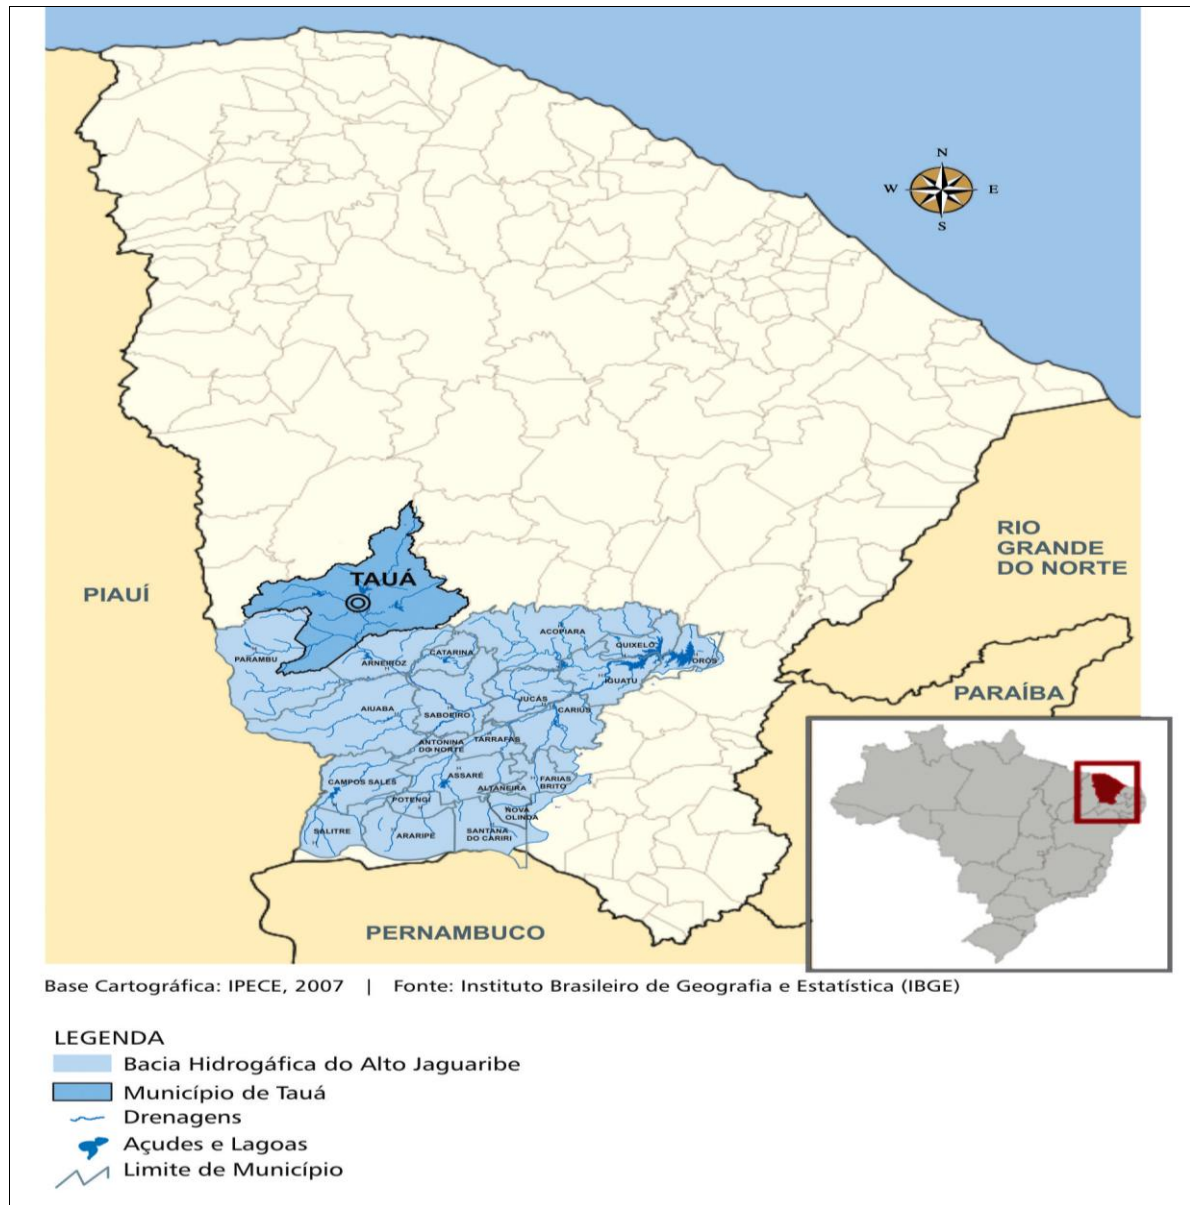 N
W
E
S
RIO
GRANDE
DO NORTE
TAUÁ
PIAUÍ
ACOPIARA
QUIXELÔ
PARAMBU
ARNEIROZ
CATARINA
ORÓS
IGUATU
PARAÍBA
AIUABA
SABOEIRO
JUCÁS
CARIUS
ANTONINA
DO NORTE
TARRAFAS
CAMPOS SALES
ASSARÉ
ALTANEIRA
FARIAS
BRITO
POTENGI
NOVA
OLINDA
SALITRE
ARARIPE
SANTANA
DO CARIRI
PERNAMBUCO
Base Cartográfica: IPECE, 2007 | Fonte: Instituto Brasileiro de Geografia e Estatística (IBGE)
LEGENDA
Bacia Hidrogáfica do Alto Jaguaribe
Município de Tauá
Drenagens
Açudes e Lagoas
Limite de Município